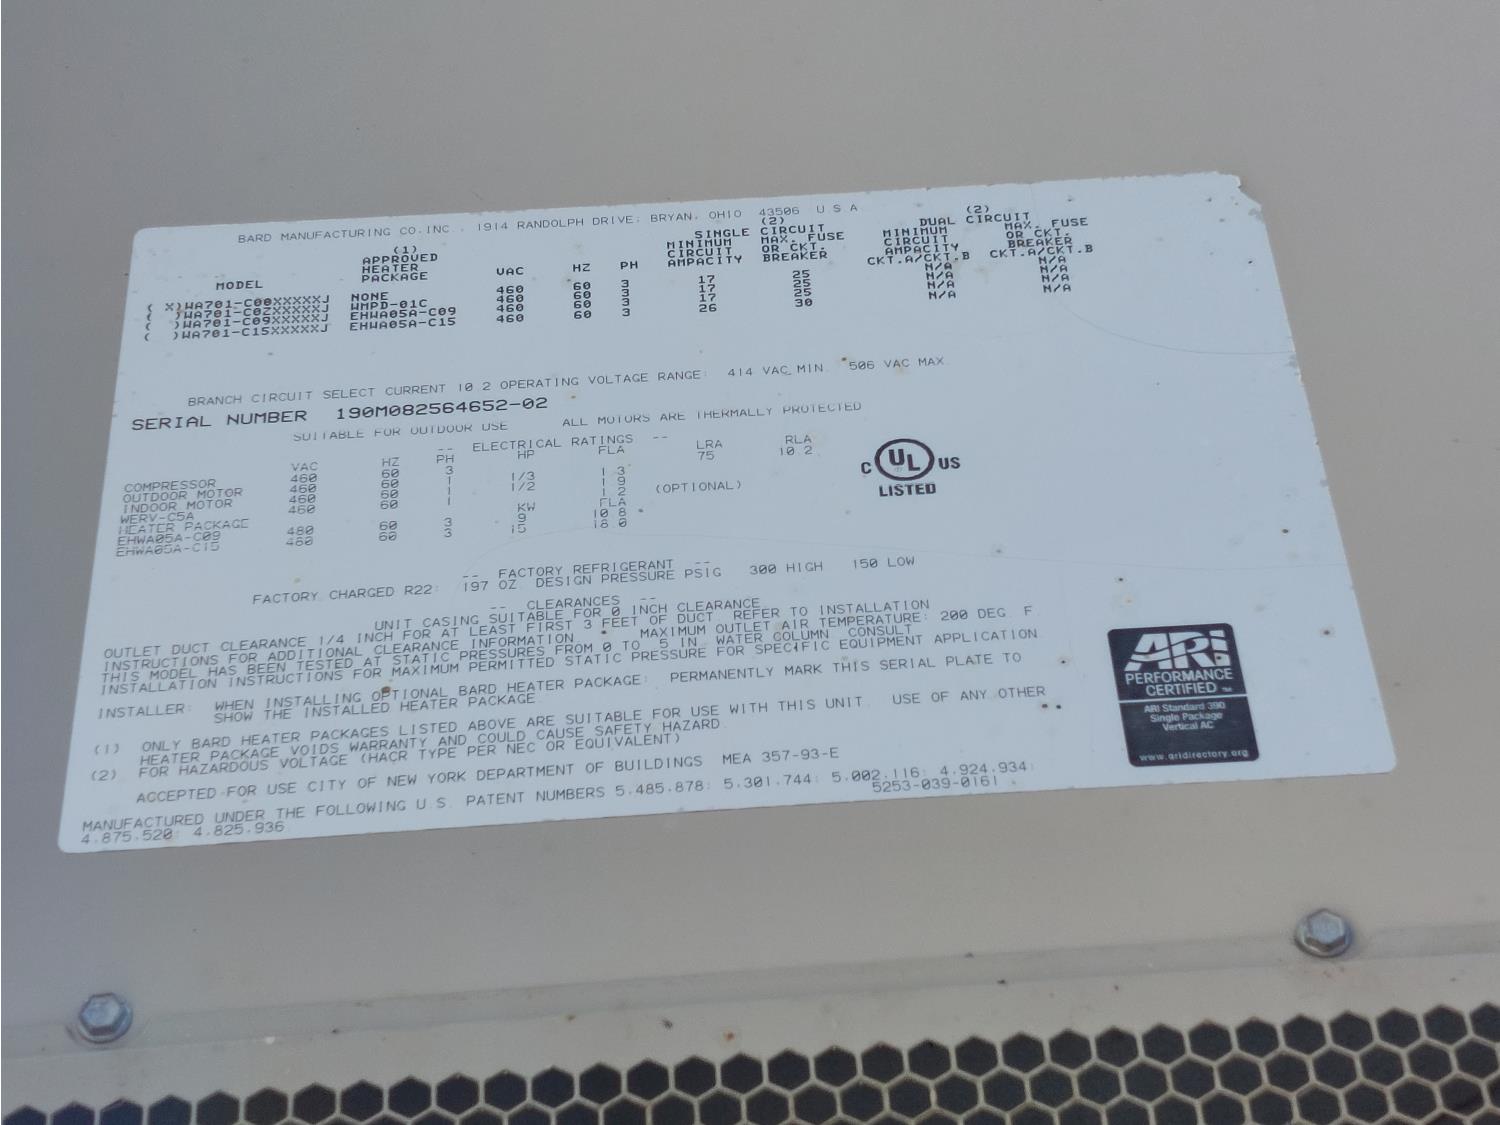 BARD MANUFACTURING CO. INC., 1914 RANDOLPH DRIVE; BRYAN, OHIO 43506 U S A
(1) SINGLE CIRCUIT (2) DUAL CIRCUIT (2)
APPROVED MINIMUM MAX. FUSE MINIMUM MAX. FUSE
HEATER CIRCUIT OR CKT. CIRCUIT OR CKT.
MODEL PACKAGE VAC HZ PH AMPACITY BREAKER AMPACITY BREAKER
CKT.A/CKT.B CKT.A/CKT.B
( X)WA701-C00XXXXXJ NONE 460 60 3 17 25 N/A N/A
( )WA701-C0ZXXXXXJ WMPD-01C 460 60 3 17 25 N/A N/A
( )WA701-C09XXXXXJ EHWA05A-C09 460 60 3 17 25 N/A N/A
( )WA701-C15XXXXXJ EHWA05A-C15 460 60 3 26 30 N/A N/A
BRANCH CIRCUIT SELECT CURRENT 10.2 OPERATING VOLTAGE RANGE: 414 VAC MIN. 506 VAC MAX.
SERIAL NUMBER 190M082564652-02
SUITABLE FOR OUTDOOR USE ALL MOTORS ARE THERMALLY PROTECTED
-- ELECTRICAL RATINGS --
VAC HZ PH HP FLA LRA RLA
COMPRESSOR 460 60 3 75 10.2
OUTDOOR MOTOR 460 60 1 1/3 1.3
INDOOR MOTOR 460 60 1 1/2 1.9
WERV-C5A 460 60 1 1.2 (OPTIONAL)
HEATER PACKAGE KW FLA
EHWA05A-C09 480 60 3 9 10.8
EHWA05A-C15 480 60 3 15 18.0
-- FACTORY REFRIGERANT --
FACTORY CHARGED R22: 197 OZ. DESIGN PRESSURE PSIG 300 HIGH 150 LOW
-- CLEARANCES --
UNIT CASING SUITABLE FOR 0 INCH CLEARANCE
OUTLET DUCT CLEARANCE 1/4 INCH FOR AT LEAST FIRST 3 FEET OF DUCT. REFER TO INSTALLATION
INSTRUCTIONS FOR ADDITIONAL CLEARANCE INFORMATION. MAXIMUM OUTLET AIR TEMPERATURE: 200 DEG. F.
THIS MODEL HAS BEEN TESTED AT STATIC PRESSURES FROM 0 TO .5 IN. WATER COLUMN. CONSULT
INSTALLATION INSTRUCTIONS FOR MAXIMUM PERMITTED STATIC PRESSURE FOR SPECIFIC EQUIPMENT APPLICATION.
INSTALLER: WHEN INSTALLING OPTIONAL BARD HEATER PACKAGE: PERMANENTLY MARK THIS SERIAL PLATE TO
SHOW THE INSTALLED HEATER PACKAGE.
(1) ONLY BARD HEATER PACKAGES LISTED ABOVE ARE SUITABLE FOR USE WITH THIS UNIT. USE OF ANY OTHER
HEATER PACKAGE VOIDS WARRANTY AND COULD CAUSE SAFETY HAZARD.
(2) FOR HAZARDOUS VOLTAGE (HACR TYPE PER NEC OR EQUIVALENT)
ACCEPTED FOR USE CITY OF NEW YORK DEPARTMENT OF BUILDINGS MEA 357-93-E
MANUFACTURED UNDER THE FOLLOWING U.S. PATENT NUMBERS 5.485.878; 5.301.744; 5.002.116; 4.924.934;
4.875.520; 4.825.936 5253-039-0161
C UL US
LISTED
ARI
PERFORMANCE
CERTIFIED TM
ARI Standard 390
Single Package
Vertical AC
www.aridirectory.org